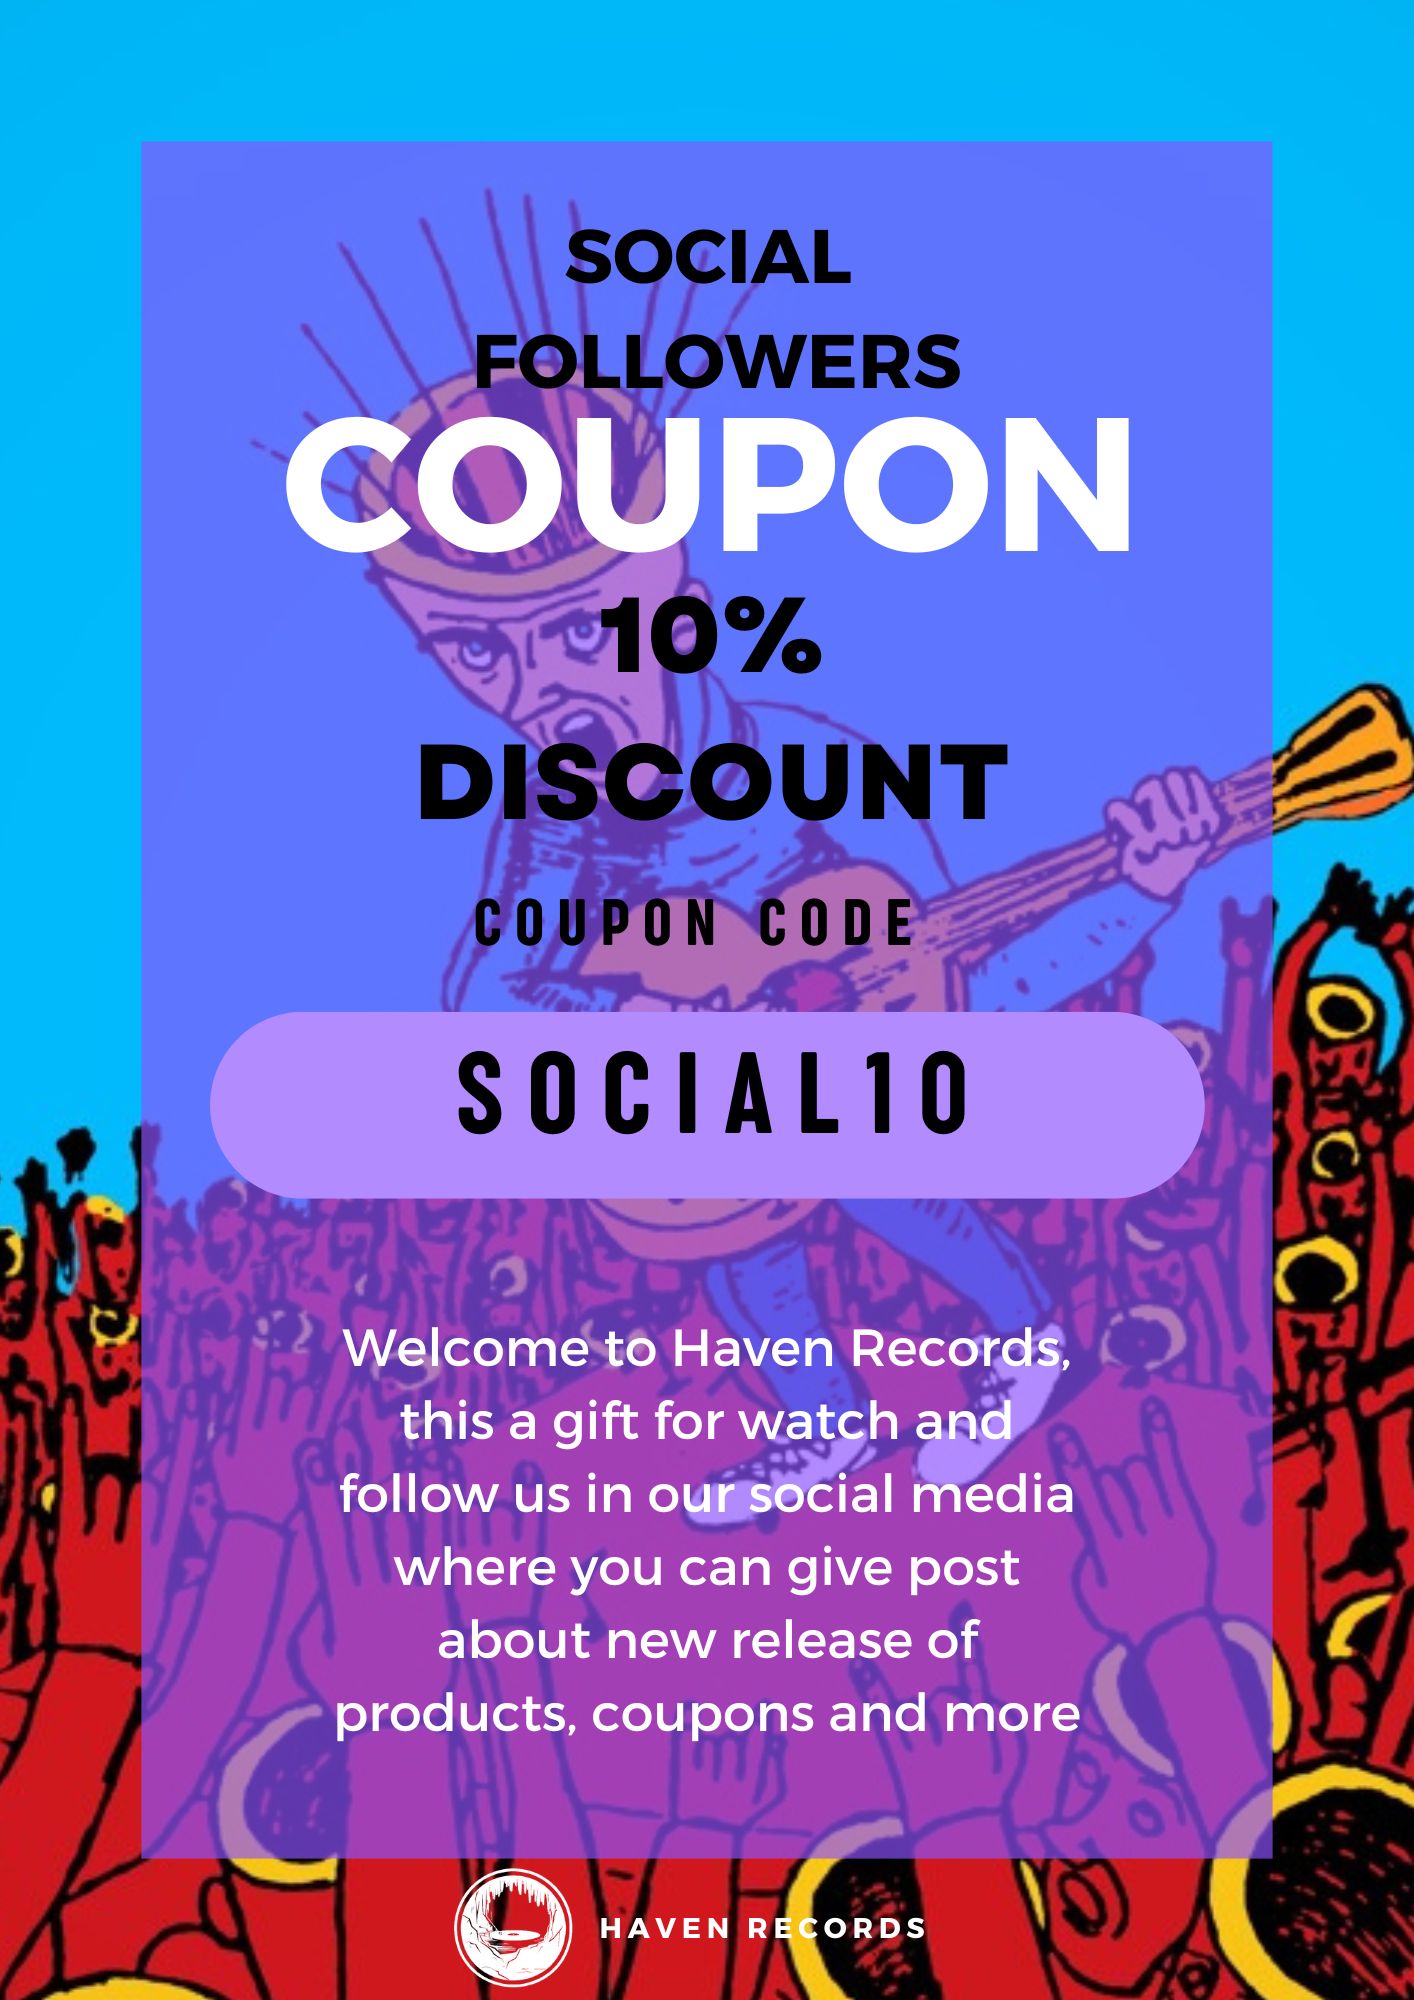 SOCIAL
FOLLOWERS
COUPON
10%
DISCOUNT
COUPON CODE
SOCIAL10
Welcome to Haven Records,
this a gift for watch and
follow us in our social media
where you can give post
about new release of
products, coupons and more
HAVEN RECORDS